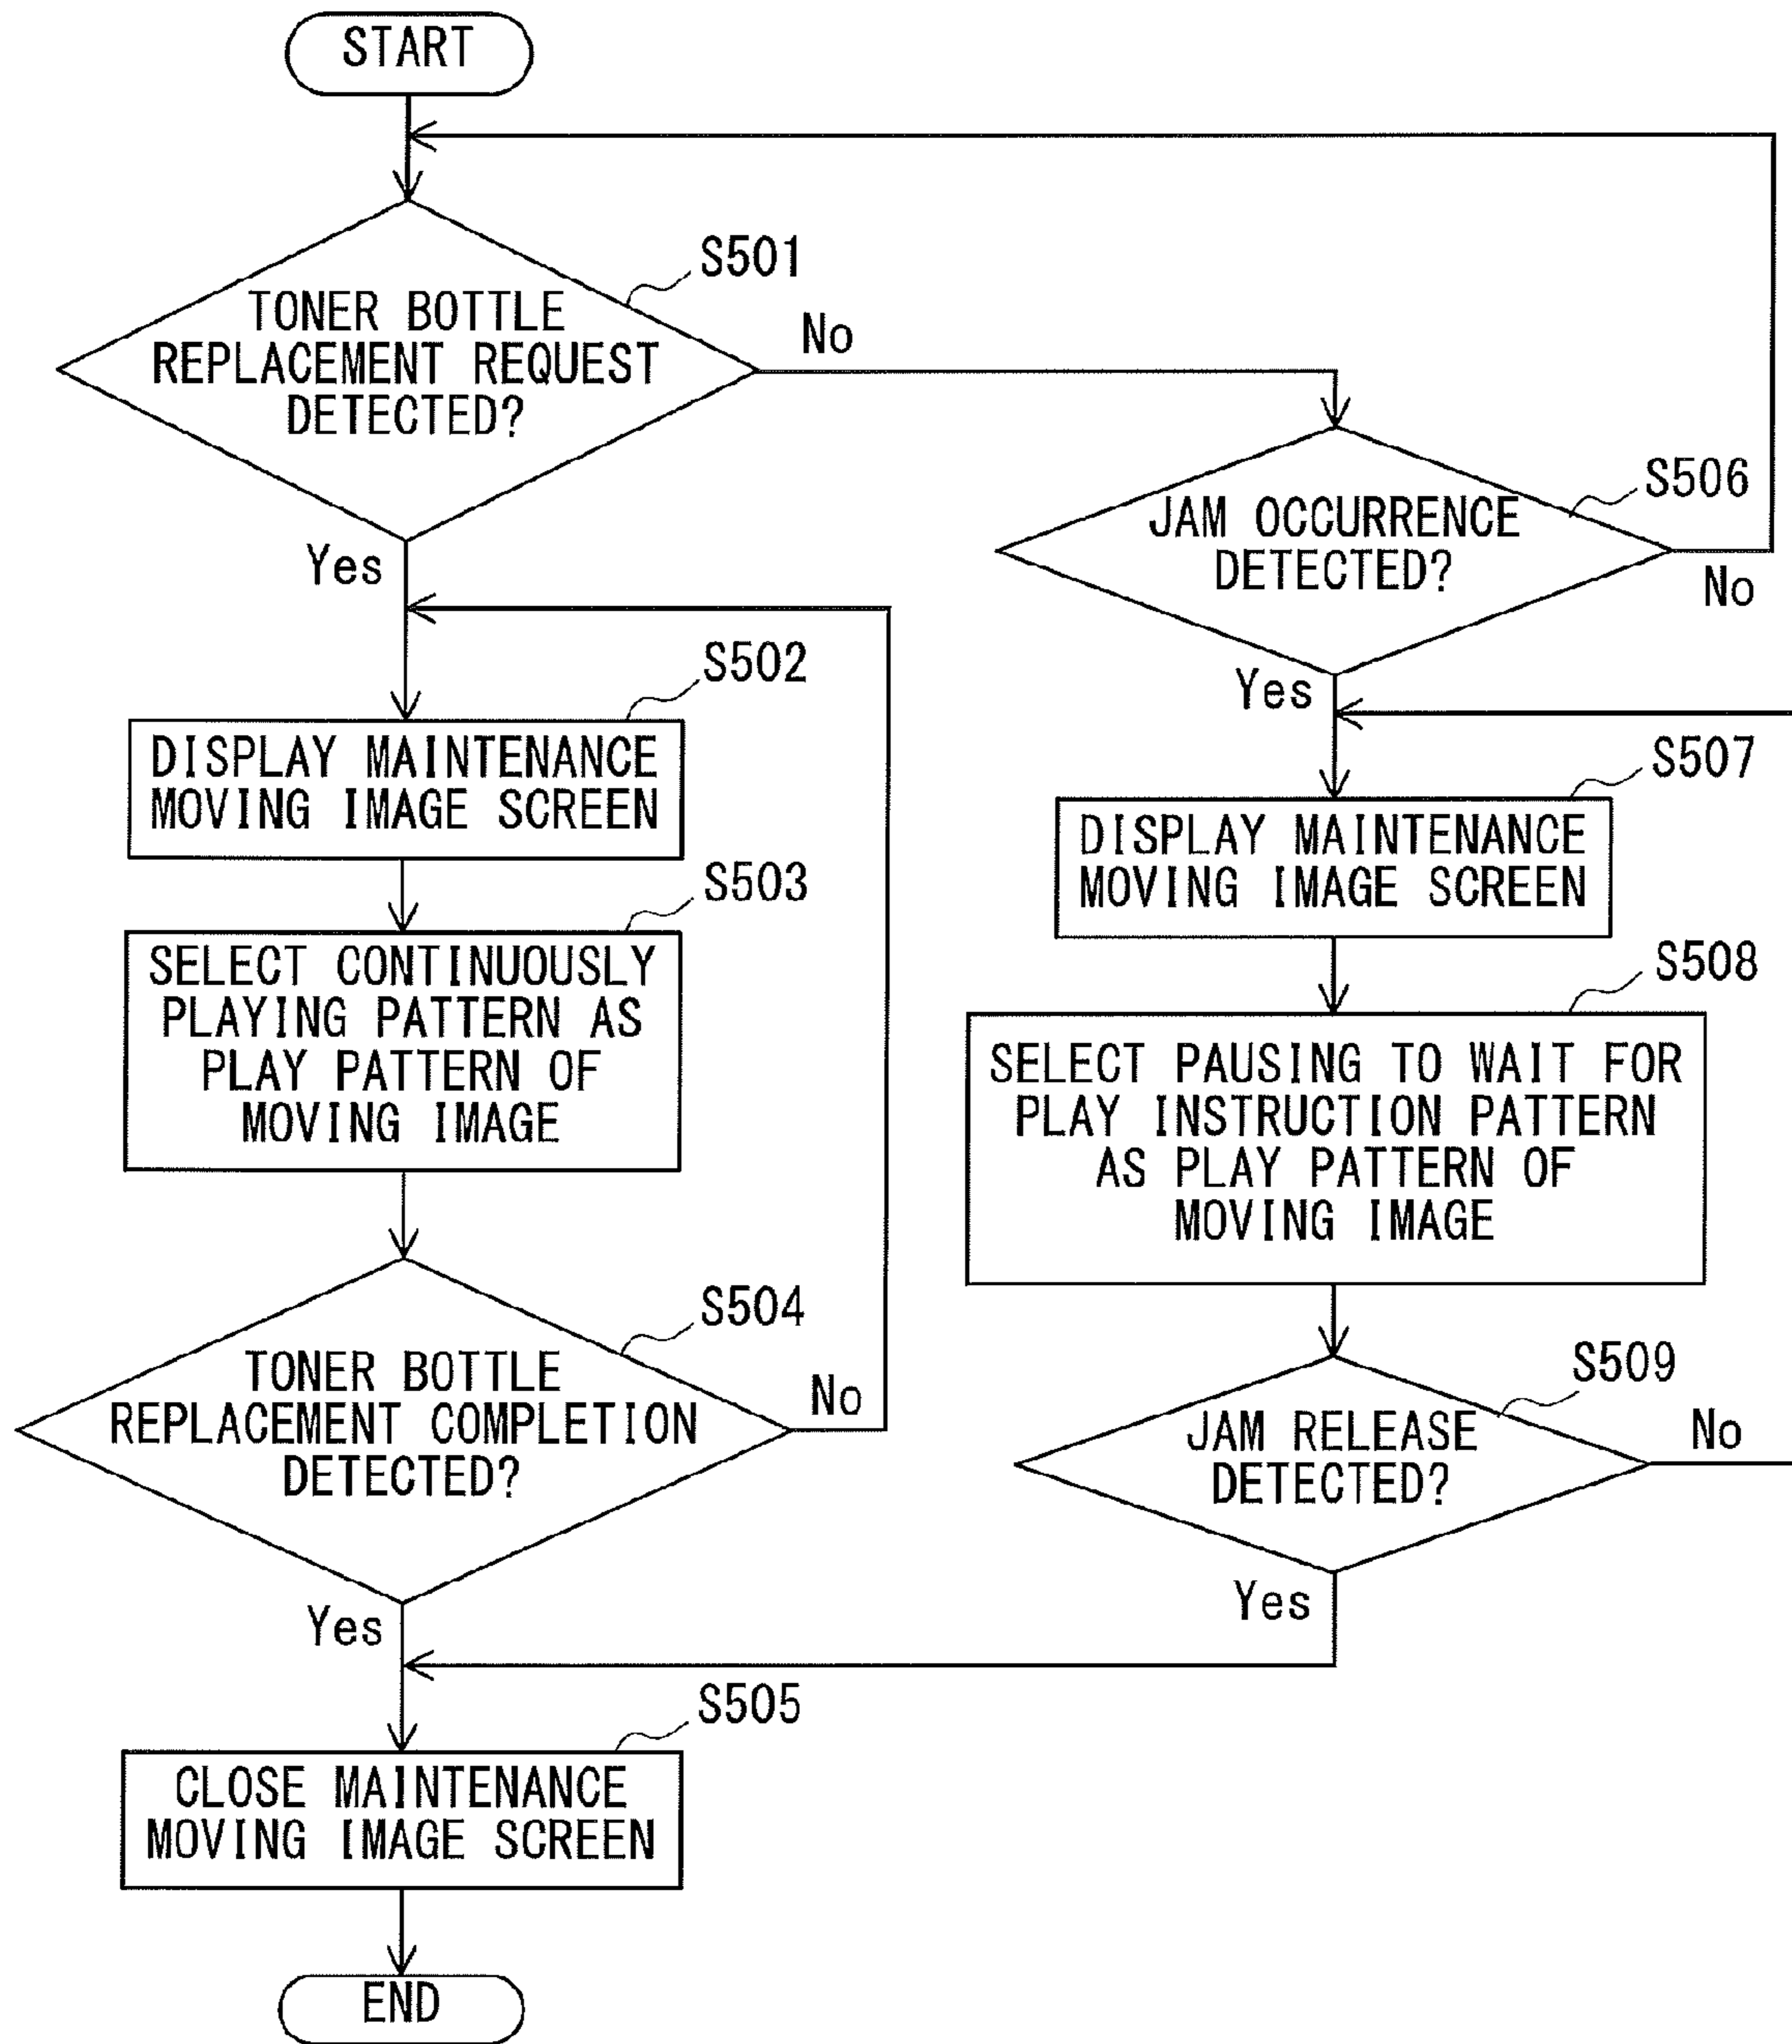 START
S501
TONER BOTTLE
REPLACEMENT REQUEST
DETECTED?
No
Yes
S506
JAM OCCURRENCE
DETECTED?
No
Yes
S502
DISPLAY MAINTENANCE
MOVING IMAGE SCREEN
S503
SELECT CONTINUOUSLY
PLAYING PATTERN AS
PLAY PATTERN OF
MOVING IMAGE
S504
TONER BOTTLE
REPLACEMENT COMPLETION
DETECTED?
No
Yes
S507
DISPLAY MAINTENANCE
MOVING IMAGE SCREEN
S508
SELECT PAUSING TO WAIT FOR
PLAY INSTRUCTION PATTERN
AS PLAY PATTERN OF
MOVING IMAGE
S509
JAM RELEASE
DETECTED?
No
Yes
S505
CLOSE MAINTENANCE
MOVING IMAGE SCREEN
END